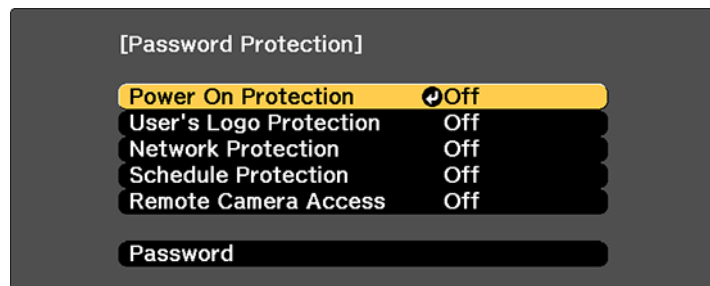 [Password Protection]
Power On Protection Off
User's Logo Protection Off
Network Protection Off
Schedule Protection Off
Remote Camera Access Off
Password